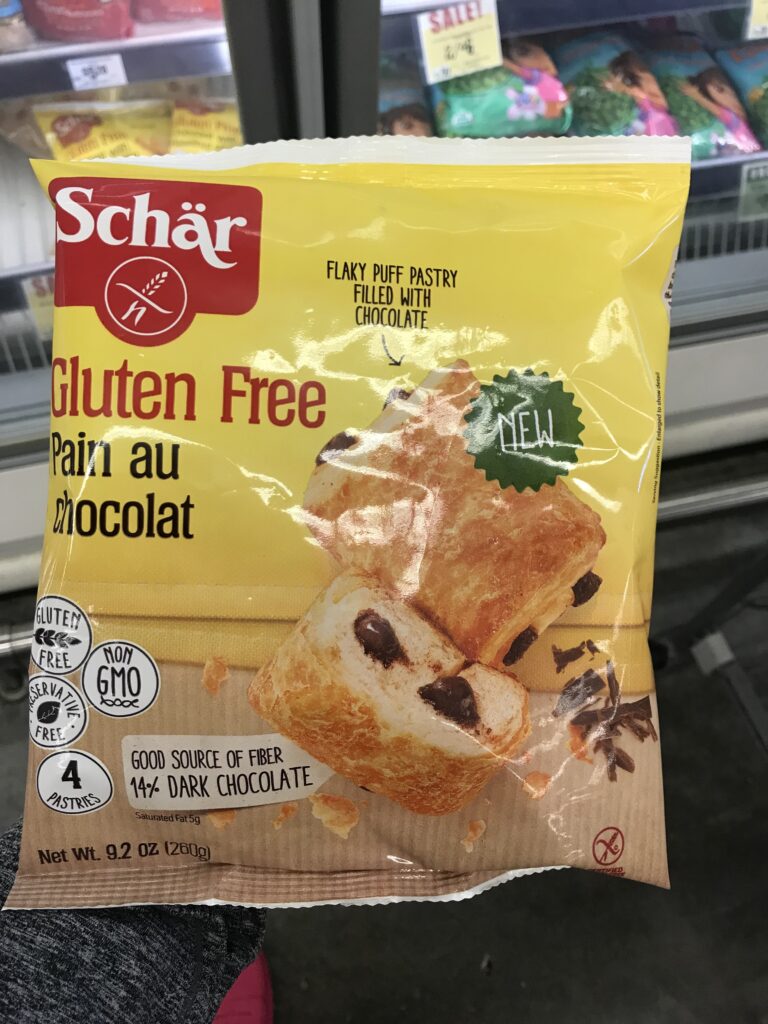 SALE!
Schär
FLAKY PUFF PASTRY
FILLED WITH
CHOCOLATE
NEW
Gluten Free
Pain au
chocolat
GLUTEN
FREE
NON
GMO
PRESERVATIVE
FREE
4
PASTRIES
GOOD SOURCE OF FIBER
14% DARK CHOCOLATE
Saturated Fat 5g
Net Wt. 9.2 oz (260g)
CERTIFIED
Schär